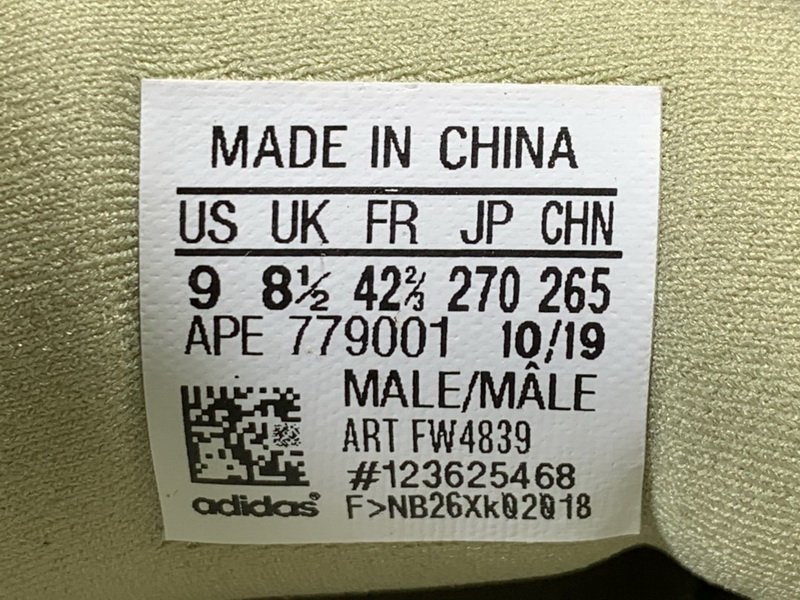 MADE IN CHINA
US UK FR JP CHN
9 8½ 42⅔ 270 265
APE 779001 10/19
MALE/MÂLE
ART FW4839
#123625468
adidas® F>NB26Xk02018